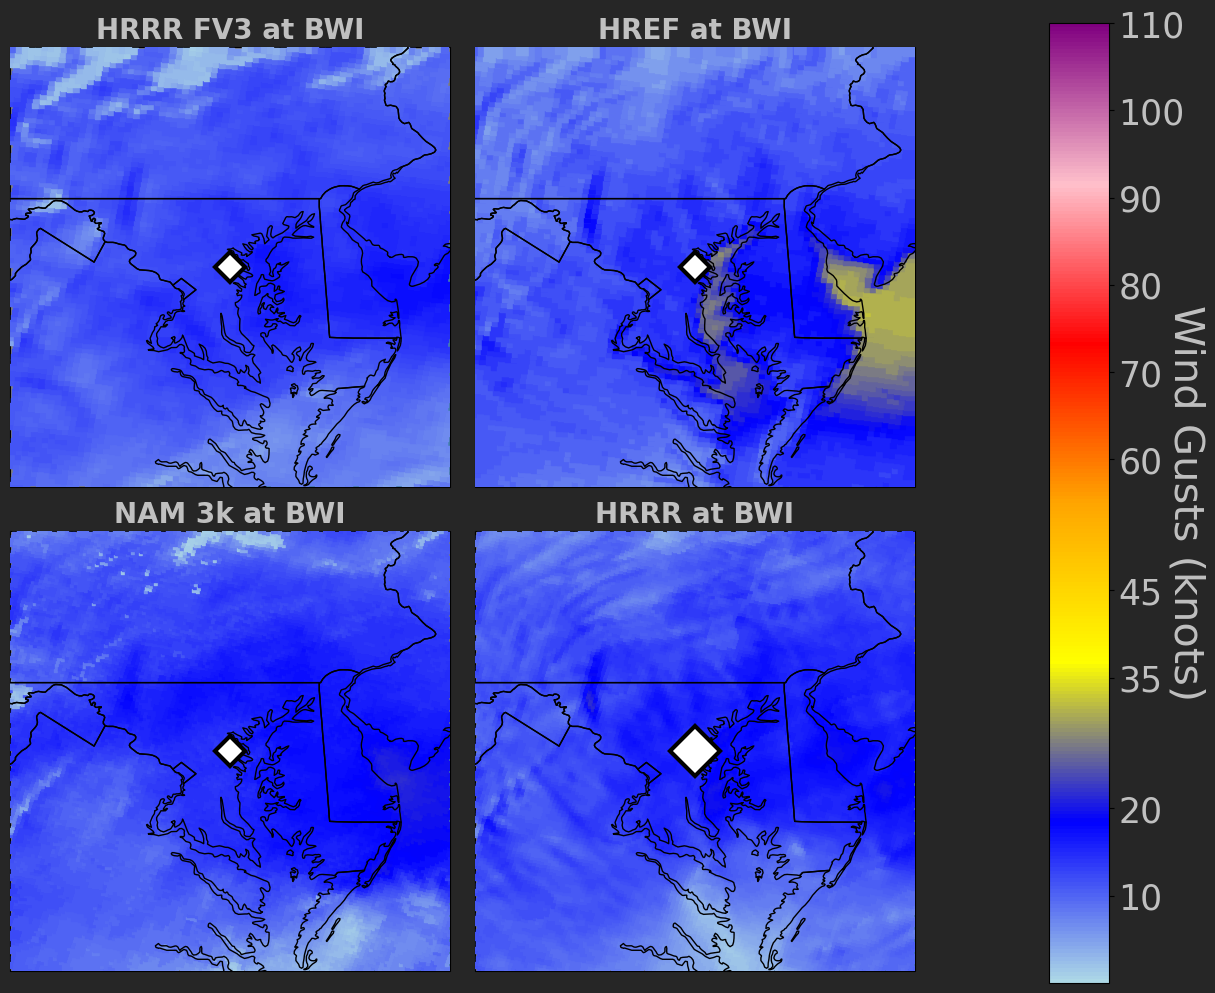 HRRR FV3 at BWI
HREF at BWI
NAM 3k at BWI
HRRR at BWI
110
100
90
80
70
60
45
35
20
10
Wind Gusts (knots)